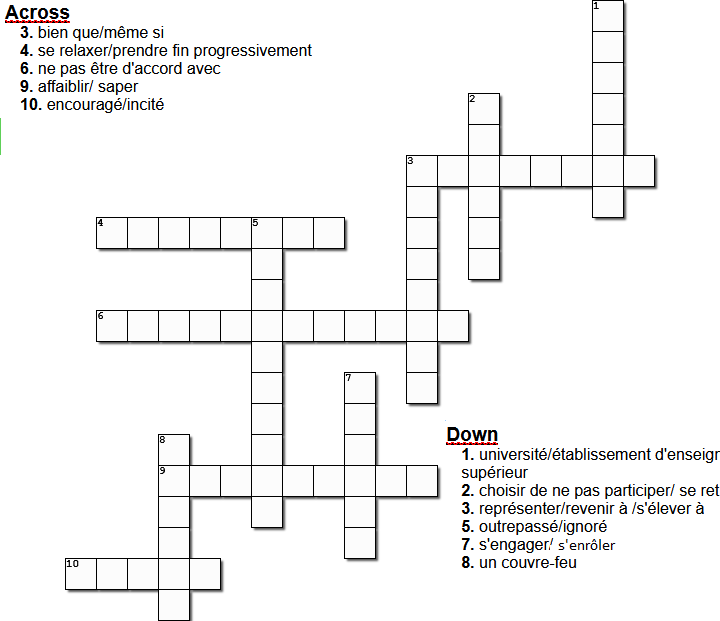 Across
3. bien que/même si
4. se relaxer/prendre fin progressivement
6. ne pas être d'accord avec
9. affaiblir/ saper
10. encouragé/incité
1
2
3
4
5
6
7
8
9
10
Down
1. université/établissement d'enseigr
supérieur
2. choisir de ne pas participer/ se ret
3. représenter/revenir à /s'élever à
5. outrepassé/ignoré
7. s'engager/ s'enrôler
8. un couvre-feu